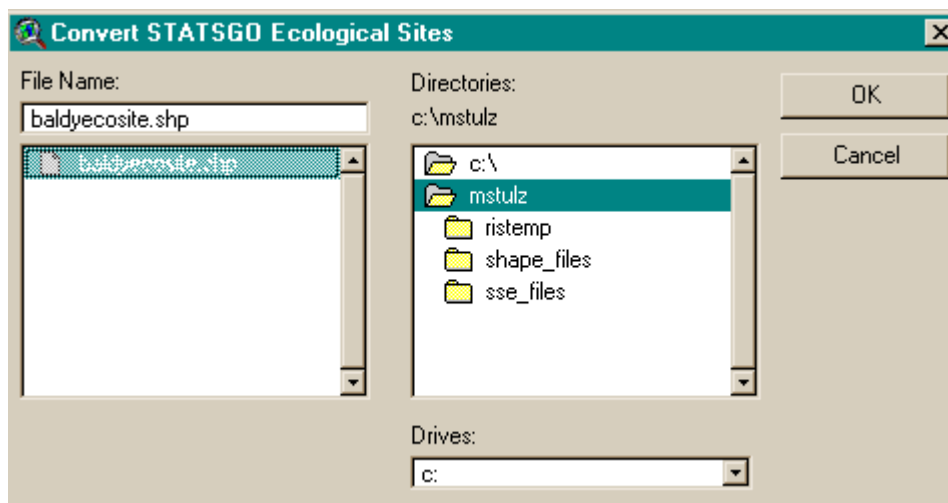 Convert STATSGO Ecological Sites
File Name:
baldyecosite.shp
baldyecosite.shp
Directories:
c:\mstulz
c:\
mstulz
ristemp
shape_files
sse_files
Drives:
c:
OK
Cancel